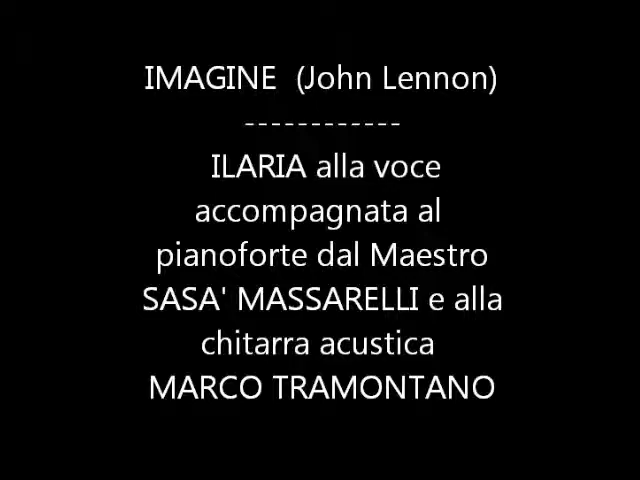 IMAGINE  (John Lennon)
------------
ILARIA alla voce
accompagnata al
pianoforte dal Maestro
SASA' MASSARELLI e alla
chitarra acustica
MARCO TRAMONTANO